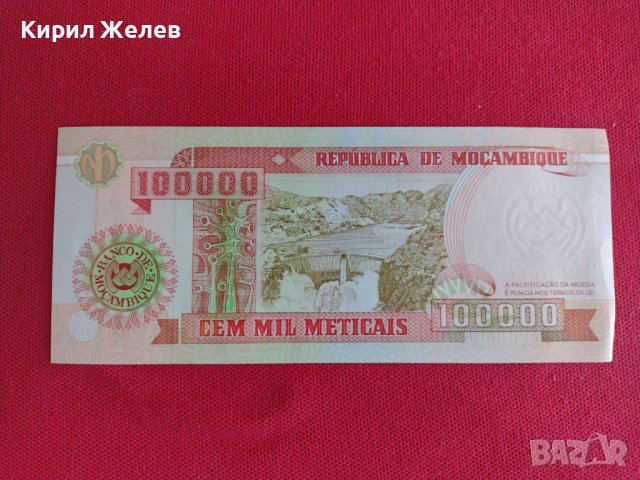 Кирил Желев
REPÚBLICA DE MOÇAMBIQUE
100000
BANCO DE MOÇAMBIQUE
A FALSIFICAÇÃO DA MOEDA
É PUNIDA NOS TERMOS DA LEI
CEM MIL METICAIS
100000
BAZAR